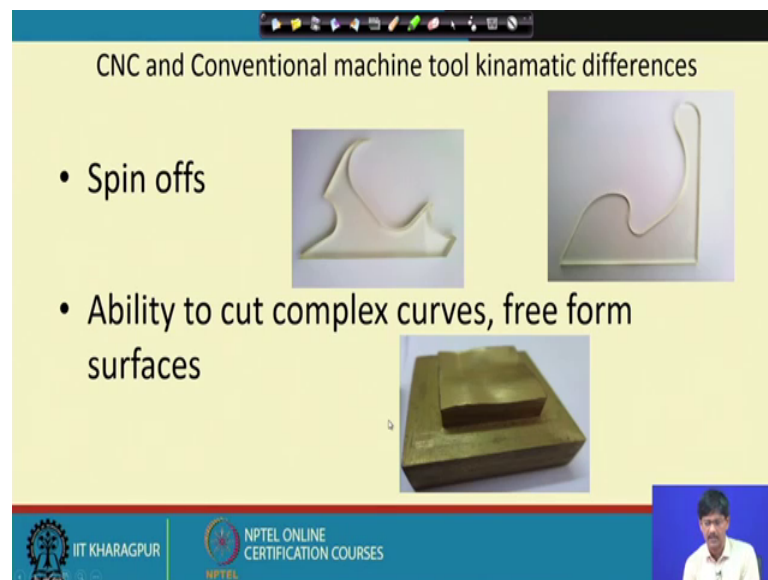 CNC and Conventional machine tool kinamatic differences
• Spin offs
• Ability to cut complex curves, free form
surfaces
IIT KHARAGPUR
NPTEL
NPTEL ONLINE
CERTIFICATION COURSES